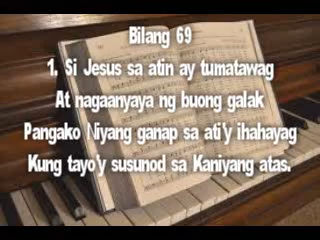 Bilang 69
1. Si Jesus sa atin ay tumatawag
At nagaanyaya ng buong galak
Pangako Niyang ganap sa ati'y ihahayag
Kung tayo'y susunod sa Kaniyang atas.